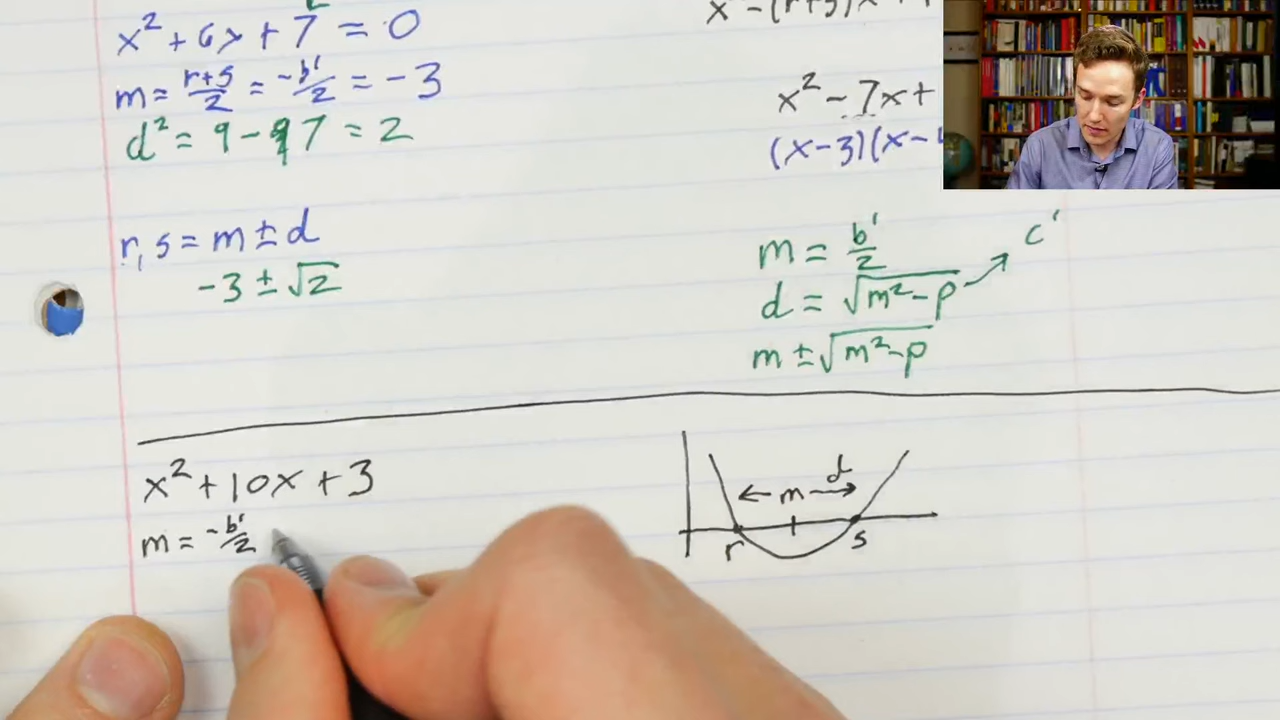 x² + 6x + 7 = 0
m = r+s/2 = -b'/2 = -3
d² = 9 - 7 = 2
r, s = m ± d
-3 ± √2
x² - 7x +
(x-3)(x-
m = b'/2
d = √m²-p → c'
m ± √m²-p
x² + 10x + 3
m = -b'/2
m d
r s